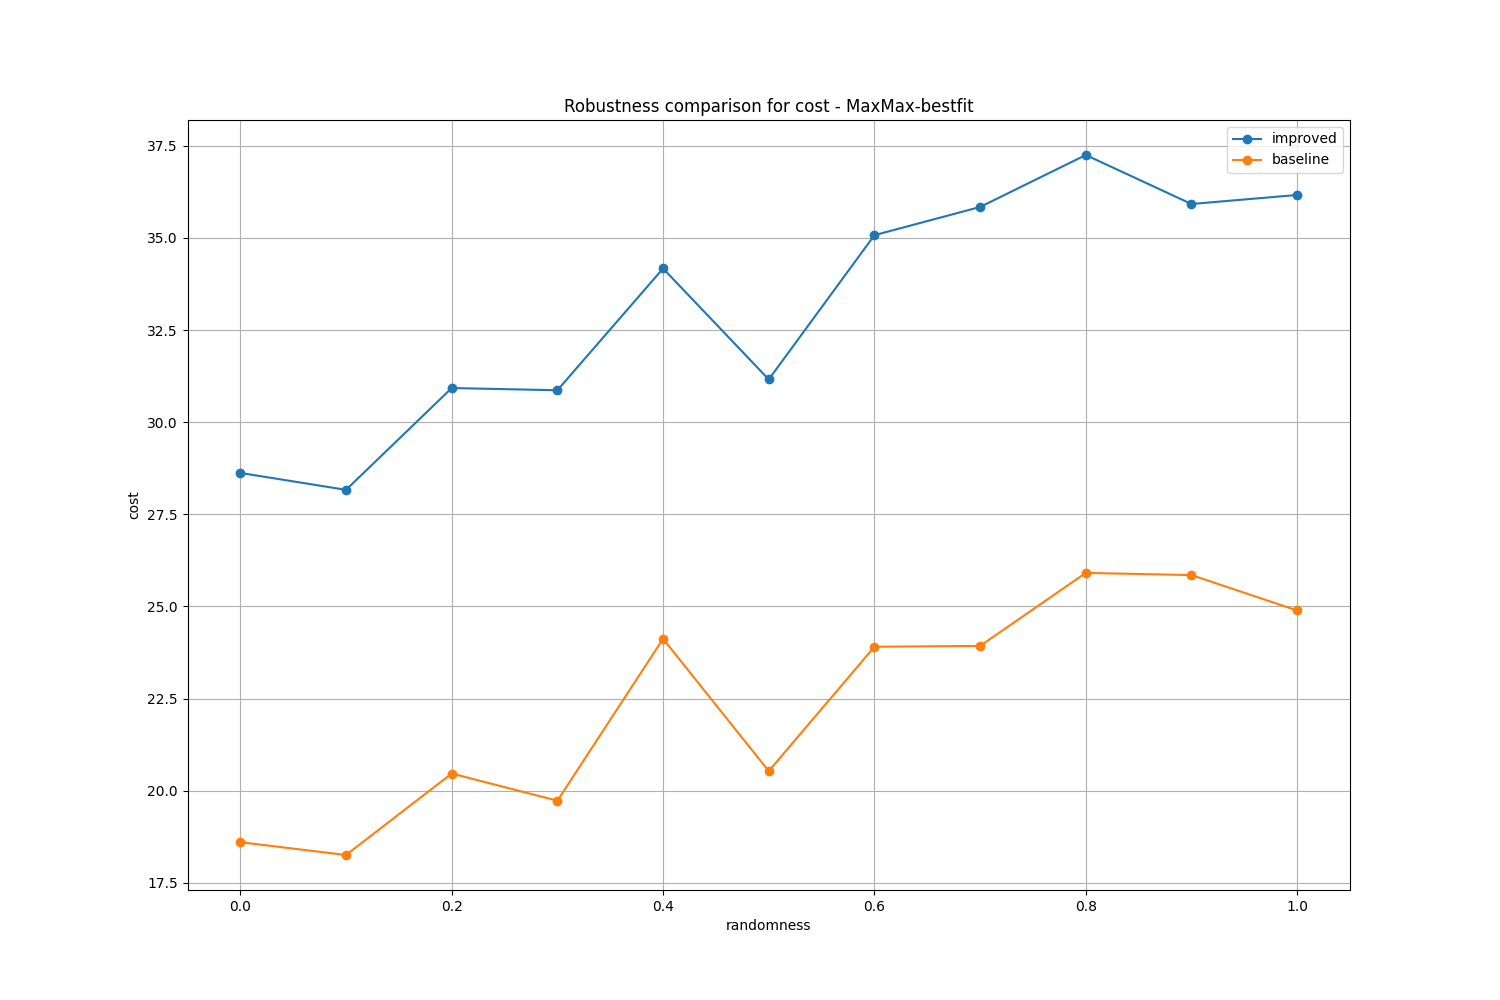 Robustness comparison for cost - MaxMax-bestfit
improved
baseline
37.5
35.0
32.5
30.0
27.5
25.0
22.5
20.0
17.5
cost
0.0 0.2 0.4 0.6 0.8 1.0
randomness